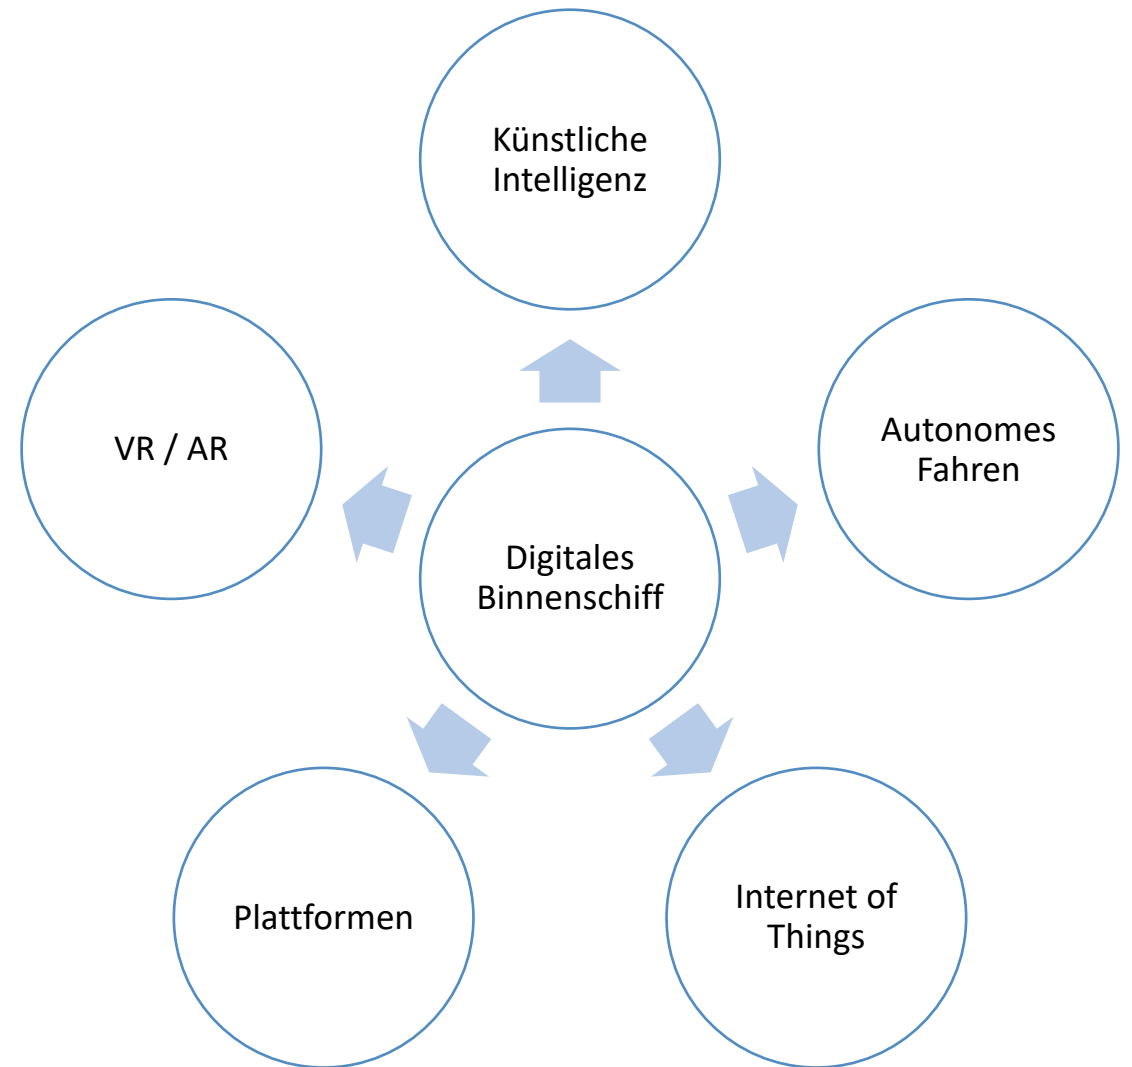 Künstliche
Intelligenz
VR / AR
Autonomes
Fahren
Digitales
Binnenschiff
Plattformen
Internet of
Things